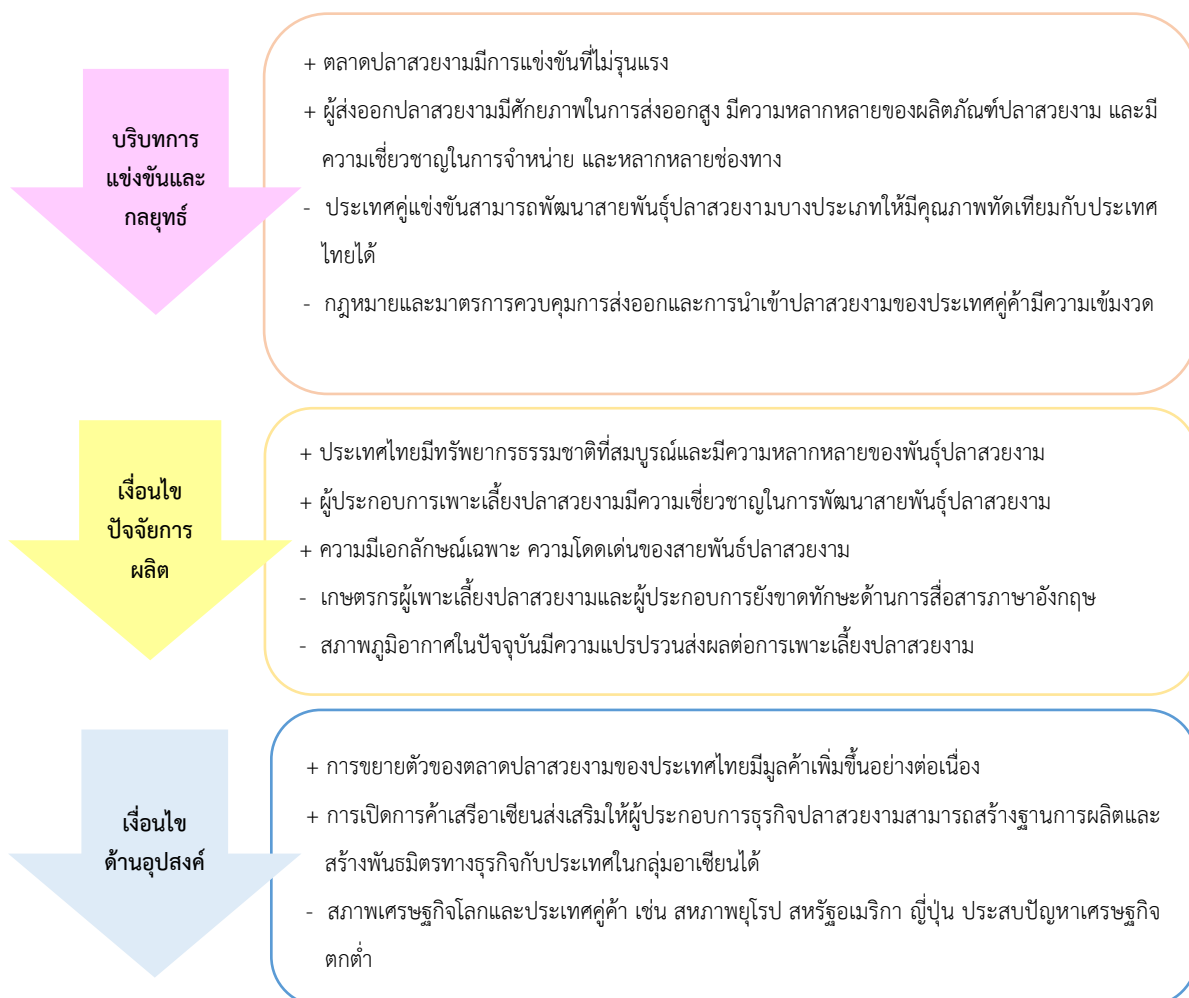 บริบทการ
แข่งขันและ
กลยุทธ์
+ ตลาดปลาสวยงามมีการแข่งขันที่ไม่รุนแรง
+ ผู้ส่งออกปลาสวยงามมีศักยภาพในการส่งออกสูง มีความหลากหลายของผลิตภัณฑ์ปลาสวยงาม และมี
ความเชี่ยวชาญในการจำหน่าย และหลากหลายช่องทาง
- ประเทศคู่แข่งขันสามารถพัฒนาสายพันธุ์ปลาสวยงามบางประเภทให้มีคุณภาพทัดเทียมกับประเทศ
ไทยได้
- กฎหมายและมาตรการควบคุมการส่งออกและการนำเข้าปลาสวยงามของประเทศคู่ค้ามีความเข้มงวด
เงื่อนไข
ปัจจัยการ
ผลิต
+ ประเทศไทยมีทรัพยากรธรรมชาติที่สมบูรณ์และมีความหลากหลายของพันธุ์ปลาสวยงาม
+ ผู้ประกอบการเพาะเลี้ยงปลาสวยงามมีความเชี่ยวชาญในการพัฒนาสายพันธุ์ปลาสวยงาม
+ ความมีเอกลักษณ์เฉพาะ ความโดดเด่นของสายพันธ์ปลาสวยงาม
- เกษตรกรผู้เพาะเลี้ยงปลาสวยงามและผู้ประกอบการยังขาดทักษะด้านการสื่อสารภาษาอังกฤษ
- สภาพภูมิอากาศในปัจจุบันมีความแปรปรวนส่งผลต่อการเพาะเลี้ยงปลาสวยงาม
เงื่อนไข
ด้านอุปสงค์
+ การขยายตัวของตลาดปลาสวยงามของประเทศไทยมีมูลค้าเพิ่มขึ้นอย่างต่อเนื่อง
+ การเปิดการค้าเสรีอาเซียนส่งเสริมให้ผู้ประกอบการธุรกิจปลาสวยงามสามารถสร้างฐานการผลิตและ
สร้างพันธมิตรทางธุรกิจกับประเทศในกลุ่มอาเซียนได้
- สภาพเศรษฐกิจโลกและประเทศคู่ค้า เช่น สหภาพยุโรป สหรัฐอเมริกา ญี่ปุ่น ประสบปัญหาเศรษฐกิจ
ตกต่ำ